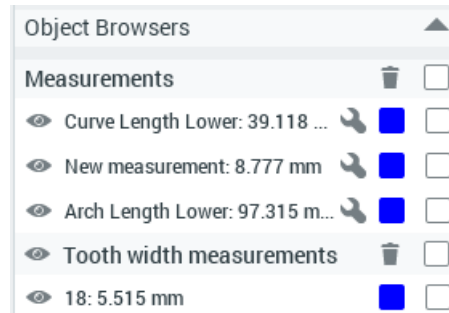 Object Browsers
Measurements
Curve Length Lower: 39.118 ...
New measurement: 8.777 mm
Arch Length Lower: 97.315 m...
Tooth width measurements
18: 5.515 mm